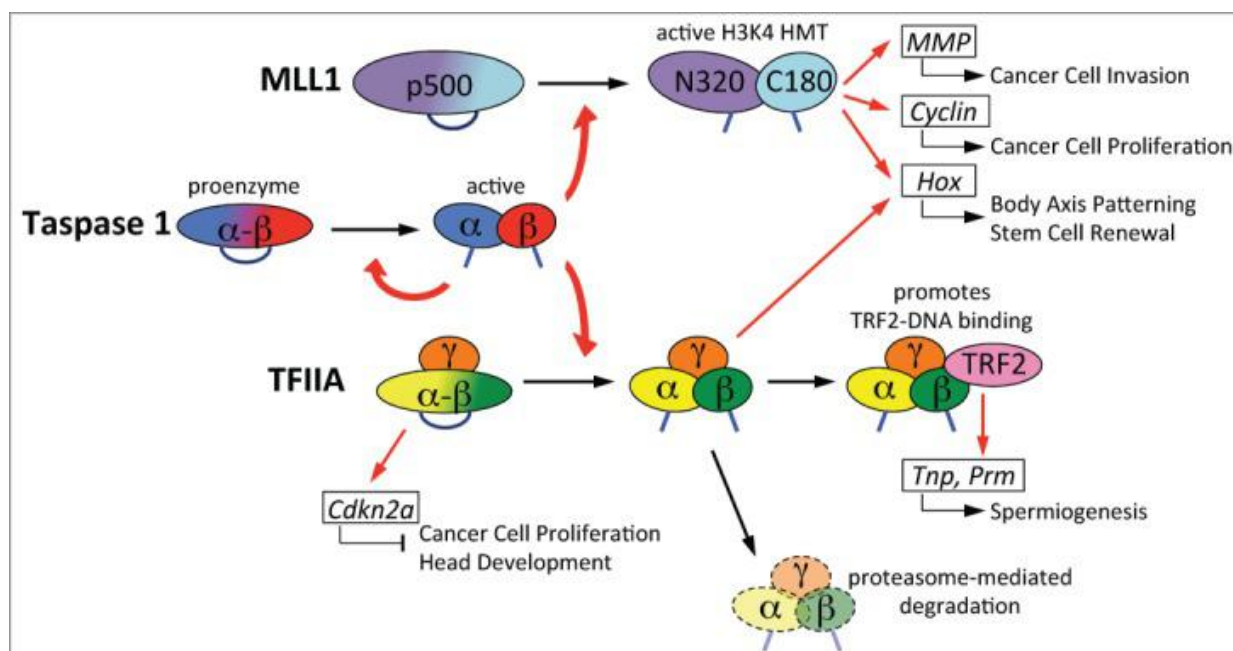 active H3K4 HMT
MLL1
p500
N320
C180
MMP
Cancer Cell Invasion
Cyclin
Cancer Cell Proliferation
Hox
Body Axis Patterning
Stem Cell Renewal
Taspase 1
proenzyme
α-β
active
α
β
TFIIA
γ
α-β
γ
α
β
promotes
TRF2-DNA binding
γ
α
β
TRF2
Tnp, Prm
Spermiogenesis
Cdkn2a
Cancer Cell Proliferation
Head Development
γ
α
β
proteasome-mediated
degradation